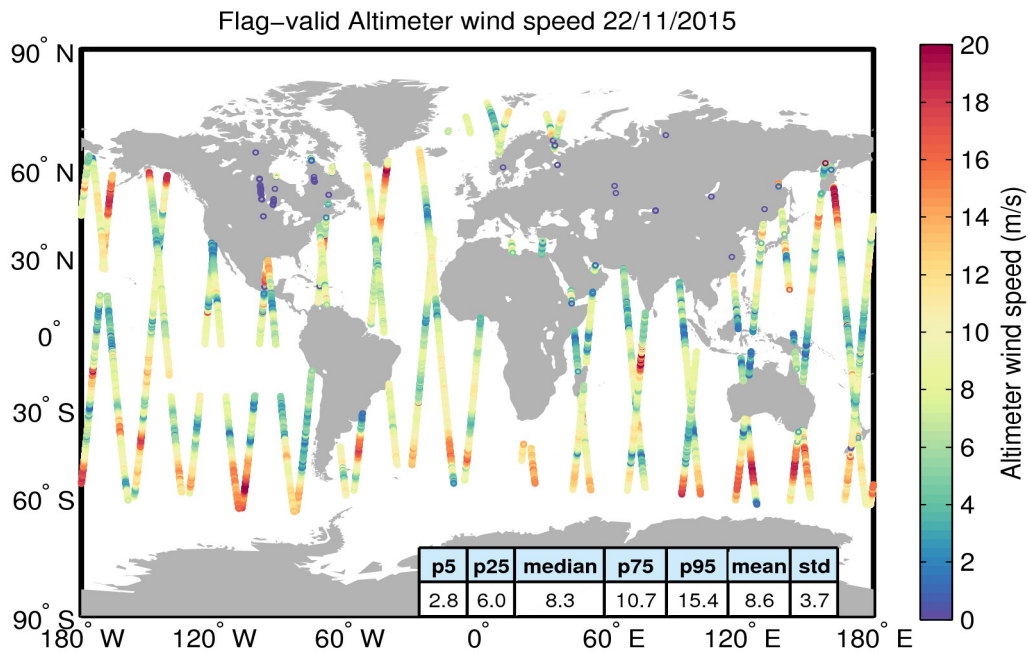 Flag−valid Altimeter wind speed 22/11/2015
90° N
60° N
30° N
0°
30° S
60° S
90° S
180° W
120° W
60° W
0°
60° E
120° E
180° E
p5 p25 median p75 p95 mean std
2.8 6.0 8.3 10.7 15.4 8.6 3.7
20
18
16
14
12
10
8
6
4
2
0
Altimeter wind speed (m/s)